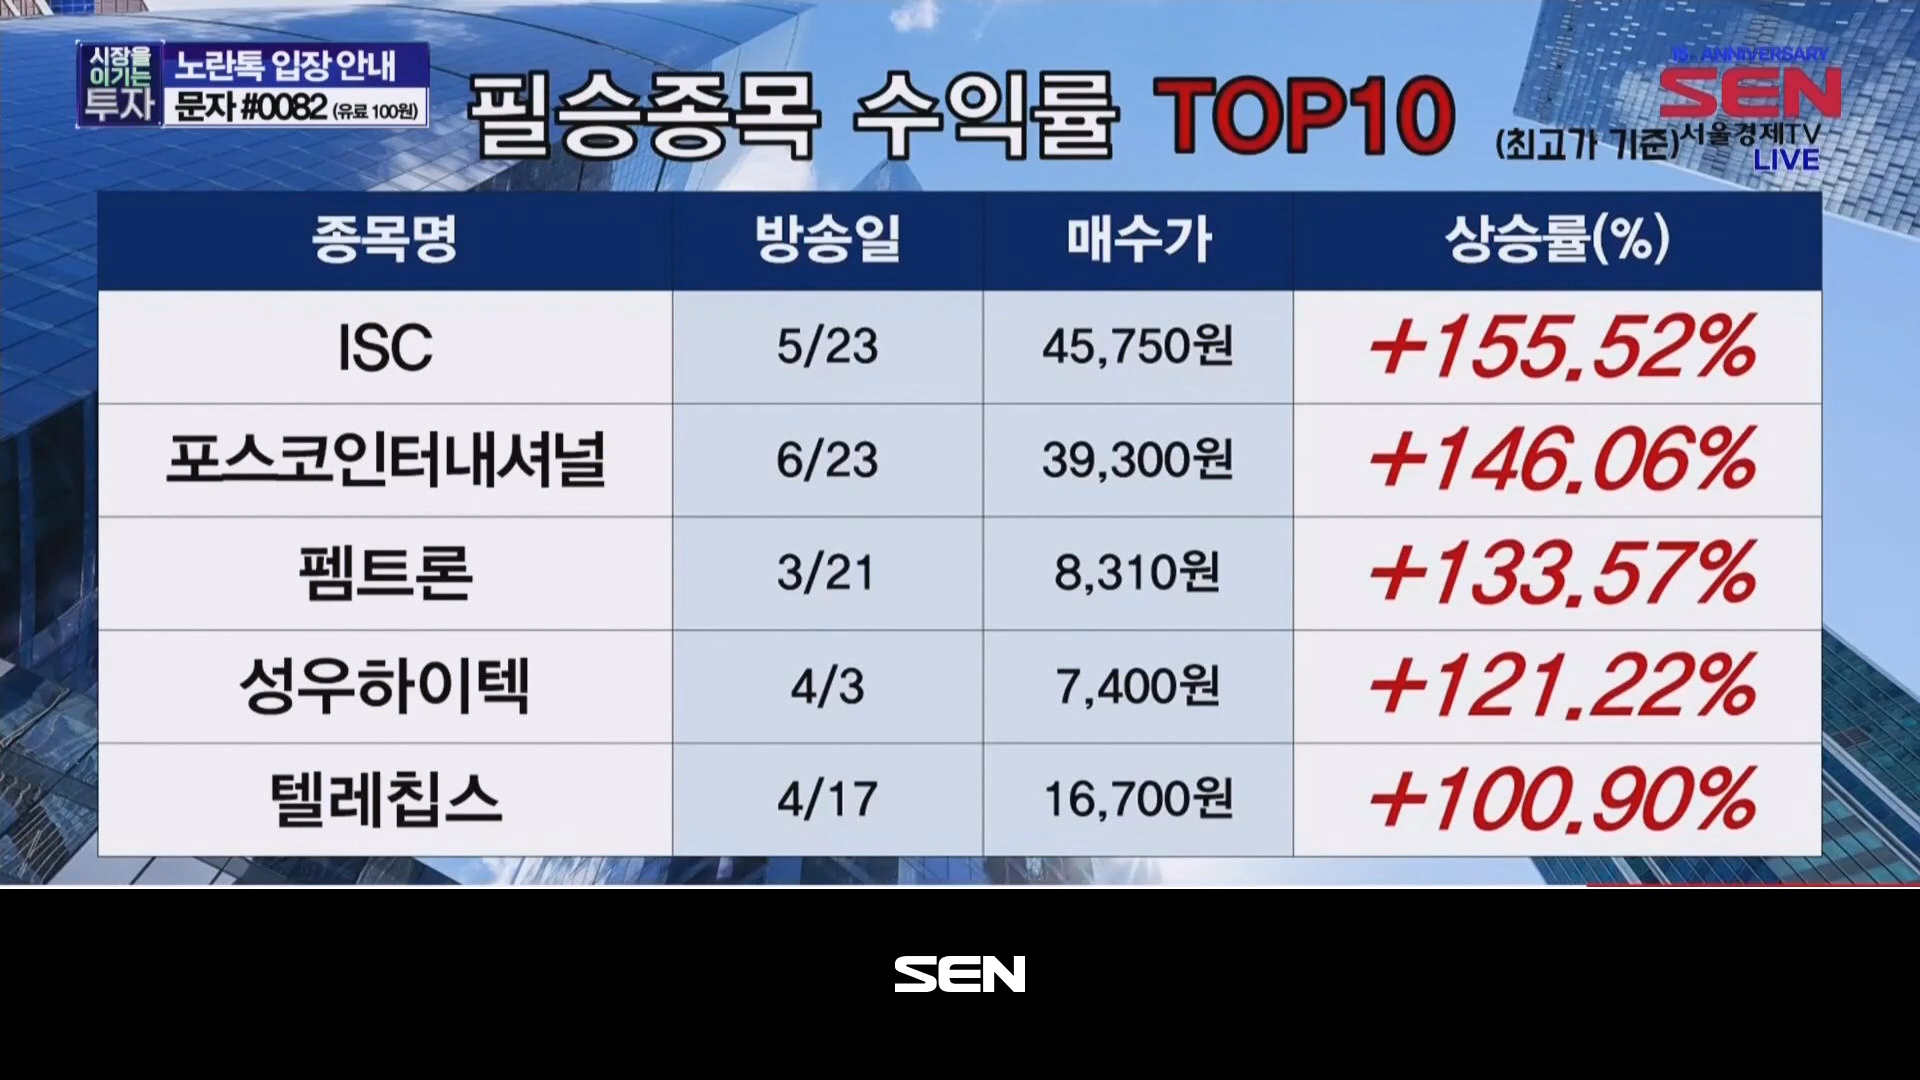 시장을
이기는
투자
노란톡 입장 안내
문자 #0082 (유료 100원)
필승종목 수익률 TOP10 (최고가 기준)
15th ANNIVERSARY
SEN
서울경제TV
LIVE
종목명 방송일 매수가 상승률(%)
ISC 5/23 45,750원 +155.52%
포스코인터내셔널 6/23 39,300원 +146.06%
펨트론 3/21 8,310원 +133.57%
성우하이텍 4/3 7,400원 +121.22%
텔레칩스 4/17 16,700원 +100.90%
SEN